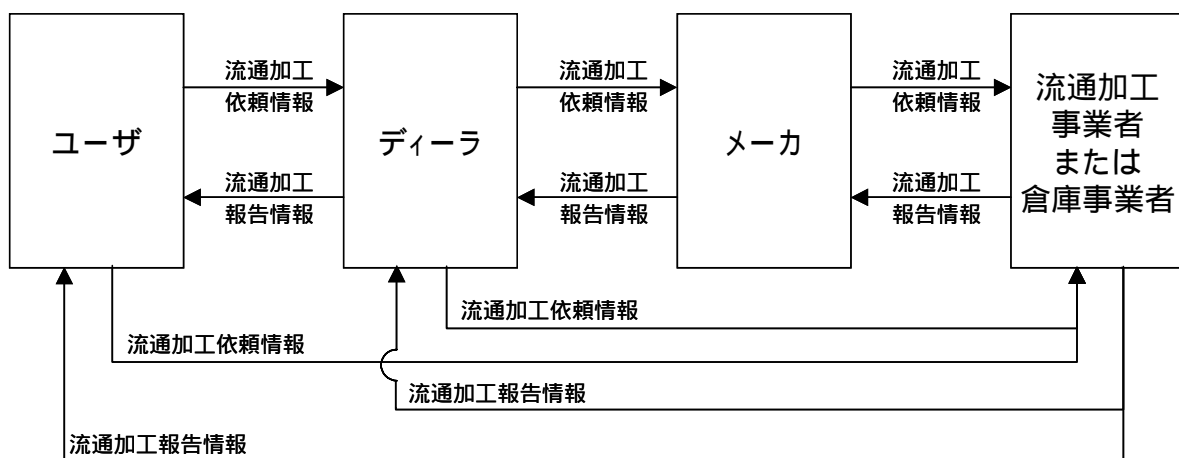 ユーザ
流通加工
依頼情報
流通加工
報告情報
ディーラ
流通加工
依頼情報
流通加工
報告情報
メーカ
流通加工
依頼情報
流通加工
報告情報
流通加工
事業者
または
倉庫事業者
流通加工依頼情報
流通加工依頼情報
流通加工報告情報
流通加工報告情報